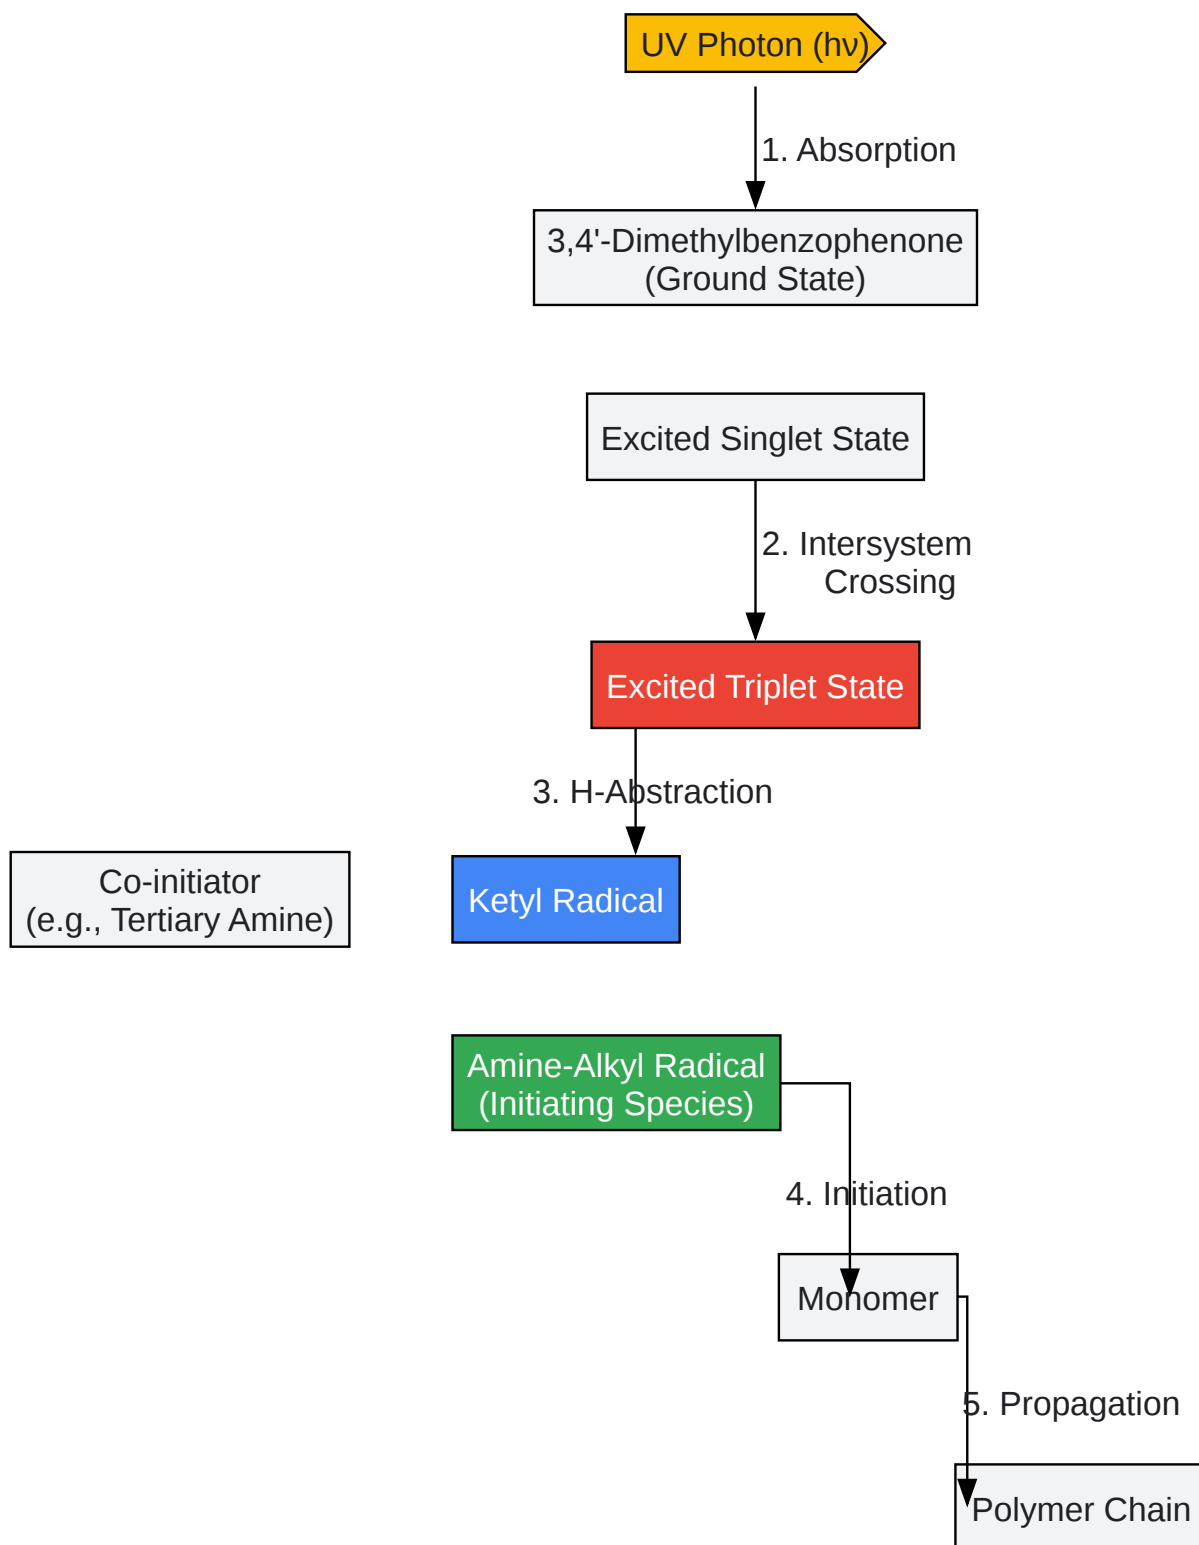 UV Photon (hν)
1. Absorption
3,4'-Dimethylbenzophenone
(Ground State)
Excited Singlet State
2. Intersystem
Crossing
Excited Triplet State
3. H-Abstraction
Co-initiator
(e.g., Tertiary Amine)
Ketyl Radical
Amine-Alkyl Radical
(Initiating Species)
4. Initiation
Monomer
5. Propagation
Polymer Chain